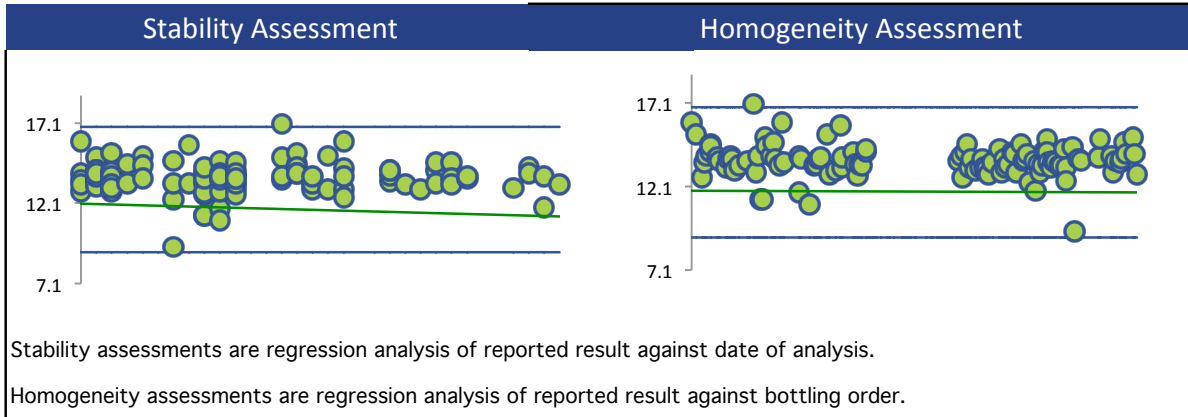 Stability Assessment
Homogeneity Assessment
17.1
12.1
7.1
17.1
12.1
7.1
Stability assessments are regression analysis of reported result against date of analysis.
Homogeneity assessments are regression analysis of reported result against bottling order.